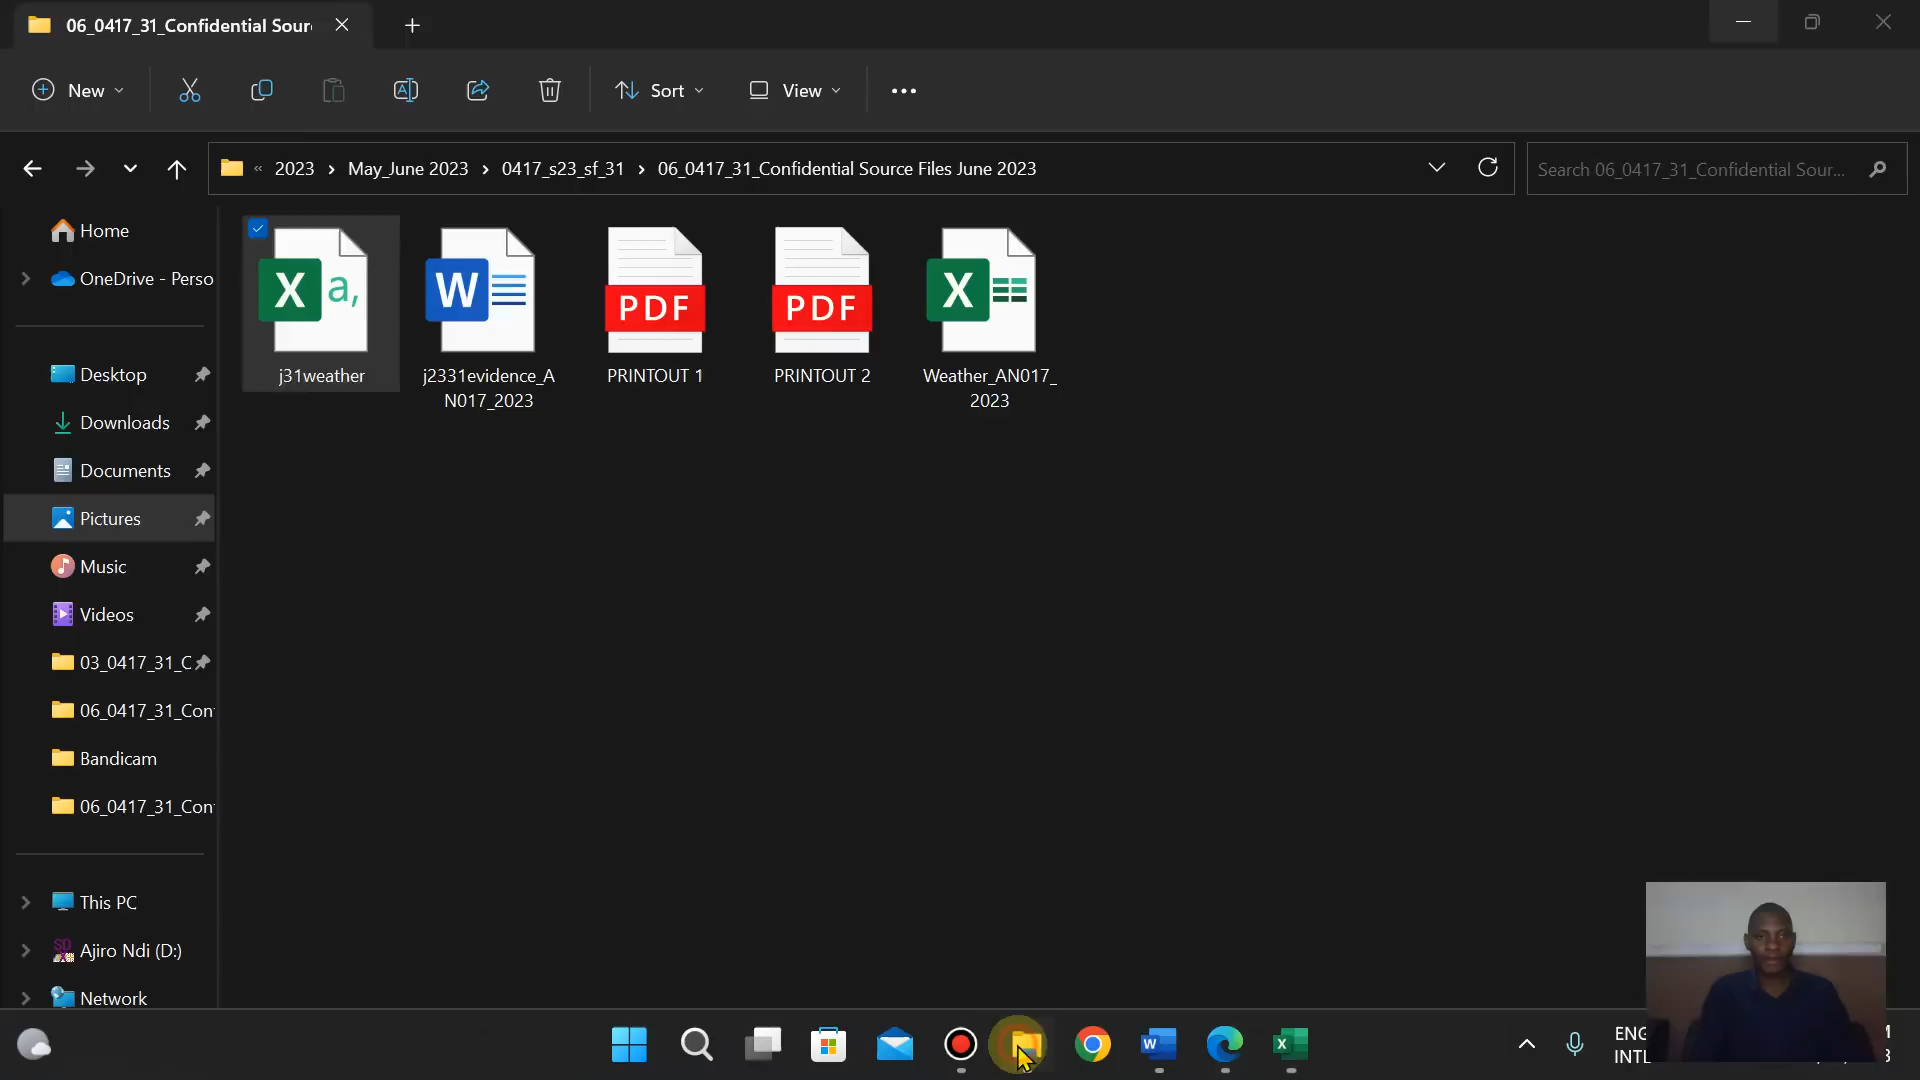 06_0417_31_Confidential Sour
New
Sort
View
« 2023 › May_June 2023 › 0417_s23_sf_31 › 06_0417_31_Confidential Source Files June 2023
Search 06_0417_31_Confidential Sour...
Home
OneDrive - Perso
Desktop
Downloads
Documents
Pictures
Music
Videos
03_0417_31_C
06_0417_31_Con
Bandicam
06_0417_31_Con
This PC
Ajiro Ndi (D:)
Network
X a,
j31weather
W
j2331evidence_A
N017_2023
PDF
PRINTOUT 1
PDF
PRINTOUT 2
X
Weather_AN017_
2023
ENG
INTL